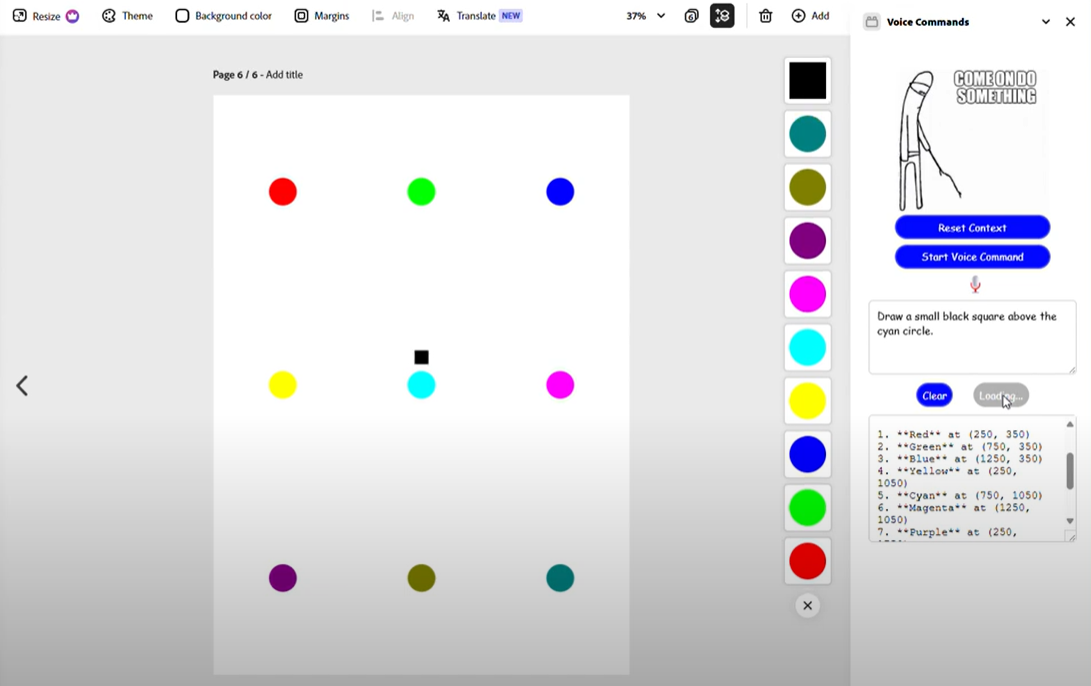 Resize
Theme
Background color
Margins
Align
Translate NEW
37%
6
Add
Voice Commands
Page 6 / 6 - Add title
COME ON DO
SOMETHING
Reset Context
Start Voice Command
Draw a small black square above the
cyan circle.
Clear
Loading...
1. **Red** at (250, 350)
2. **Green** at (750, 350)
3. **Blue** at (1250, 350)
4. **Yellow** at (250,
1050)
5. **Cyan** at (750, 1050)
6. **Magenta** at (1250,
1050)
7. **Purple** at (250,